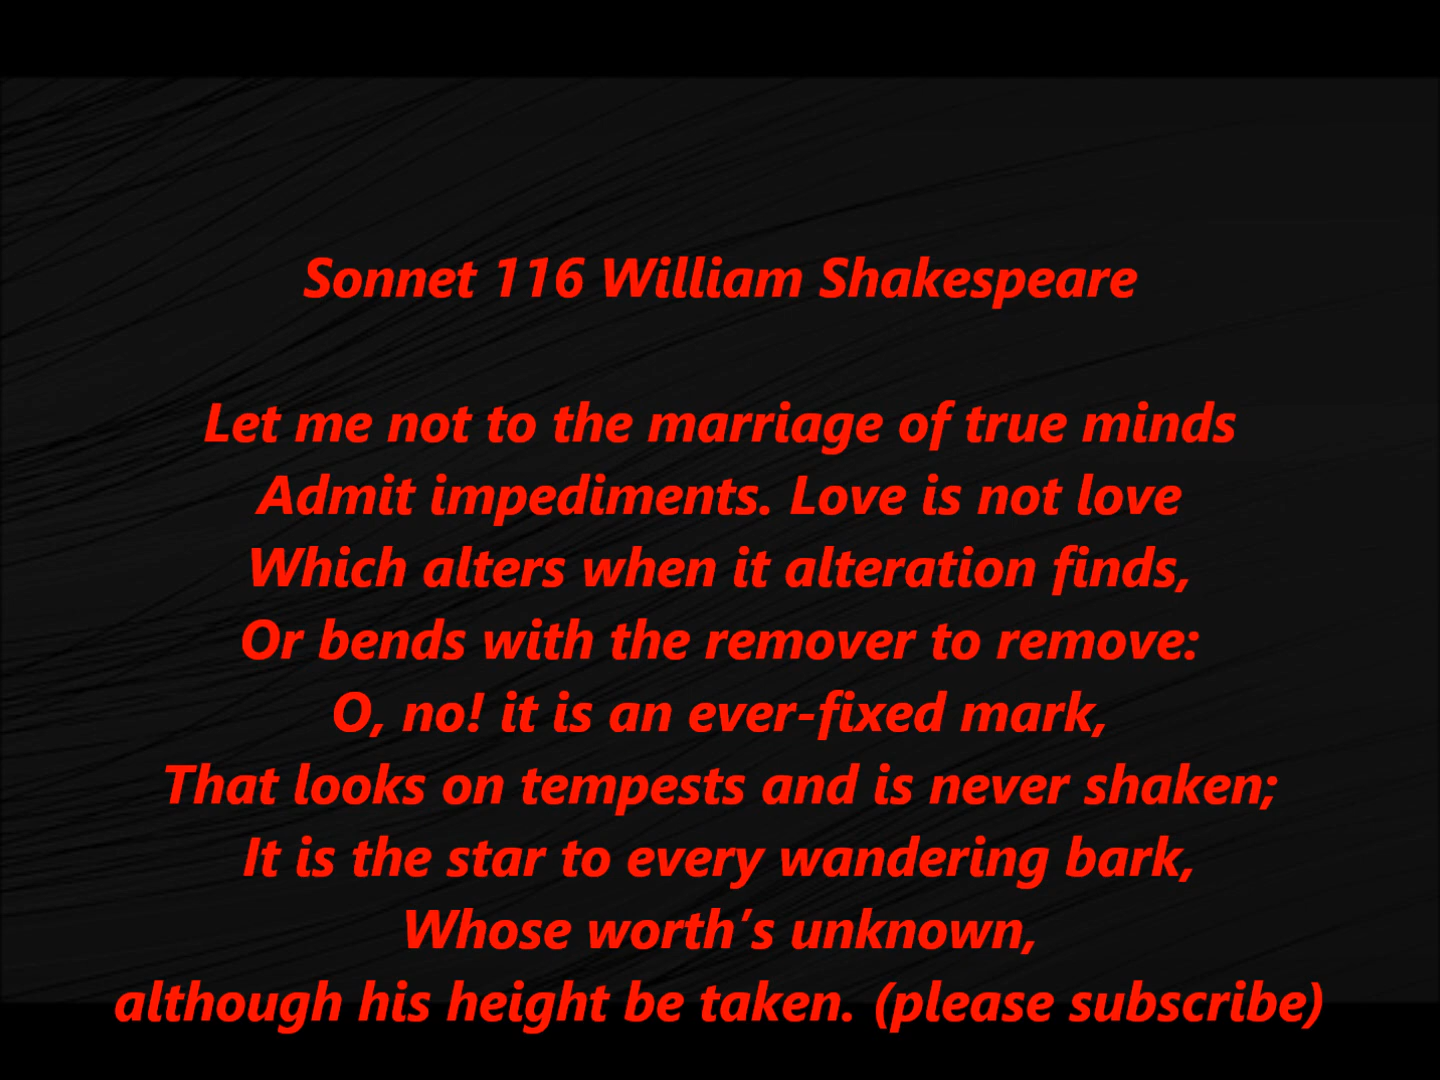 Sonnet 116 William Shakespeare
Let me not to the marriage of true minds
Admit impediments. Love is not love
Which alters when it alteration finds,
Or bends with the remover to remove:
O, no! it is an ever-fixed mark,
That looks on tempests and is never shaken;
It is the star to every wandering bark,
Whose worth’s unknown,
although his height be taken. (please subscribe)